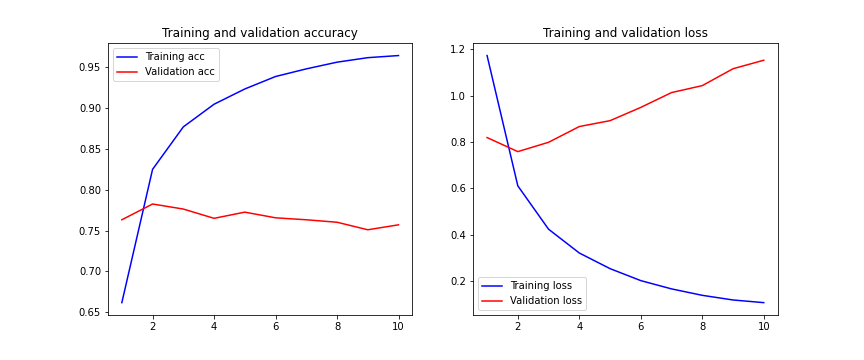 Training and validation accuracy
Training acc
Validation acc
0.95
0.90
0.85
0.80
0.75
0.70
0.65
2 4 6 8 10
Training and validation loss
1.2
1.0
0.8
0.6
0.4
0.2
Training loss
Validation loss
2 4 6 8 10